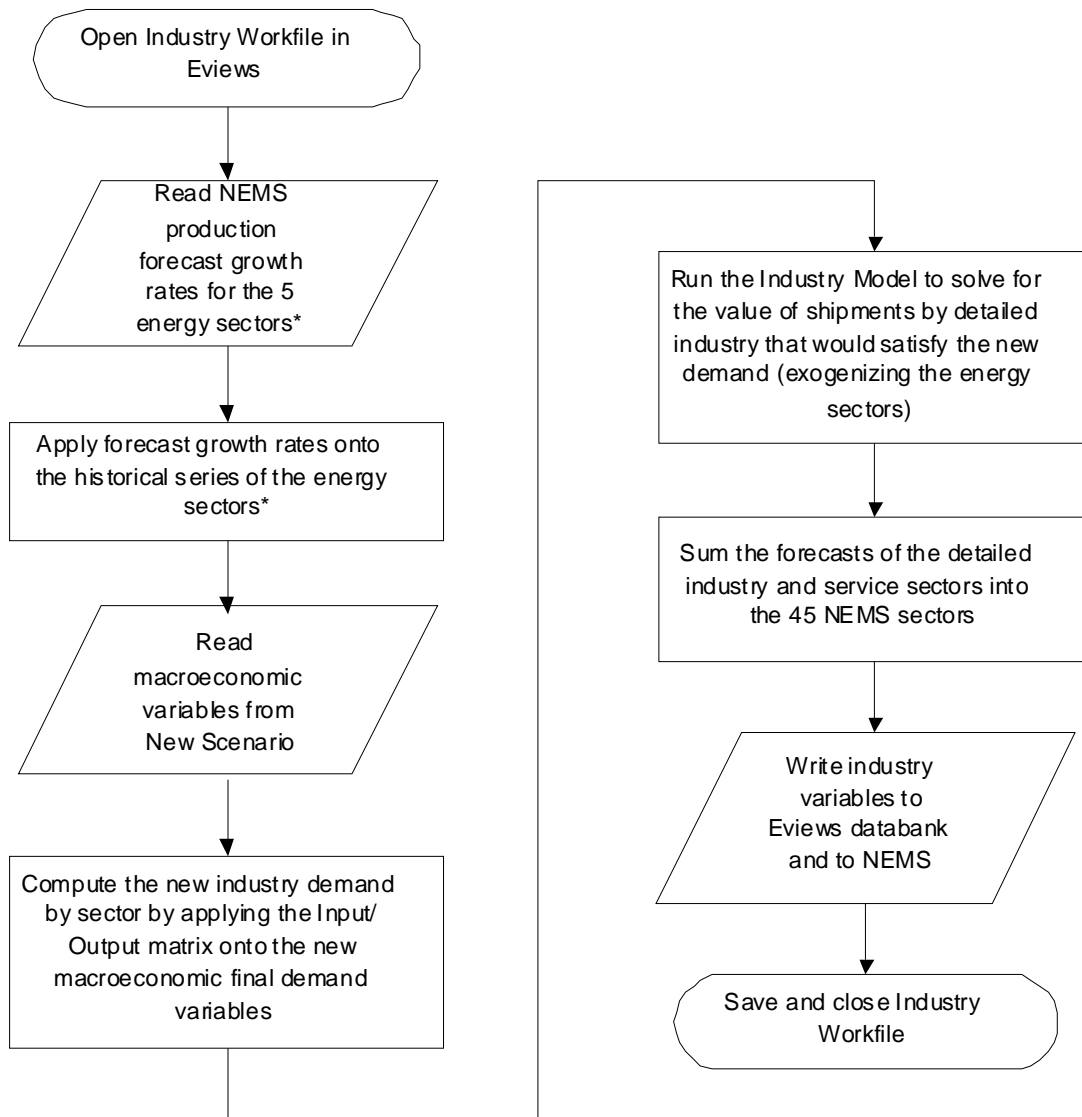 Open Industry Workfile in
Eviews
Read NEMS
production
forecast growth
rates for the 5
energy sectors*
Apply forecast growth rates onto
the historical series of the energy
sectors*
Read
macroeconomic
variables from
New Scenario
Compute the new industry demand
by sector by applying the Input/
Output matrix onto the new
macroeconomic final demand
variables
Run the Industry Model to solve for
the value of shipments by detailed
industry that would satisfy the new
demand (exogenizing the energy
sectors)
Sum the forecasts of the detailed
industry and service sectors into
the 45 NEMS sectors
Write industry
variables to
Eviews databank
and to NEMS
Save and close Industry
Workfile